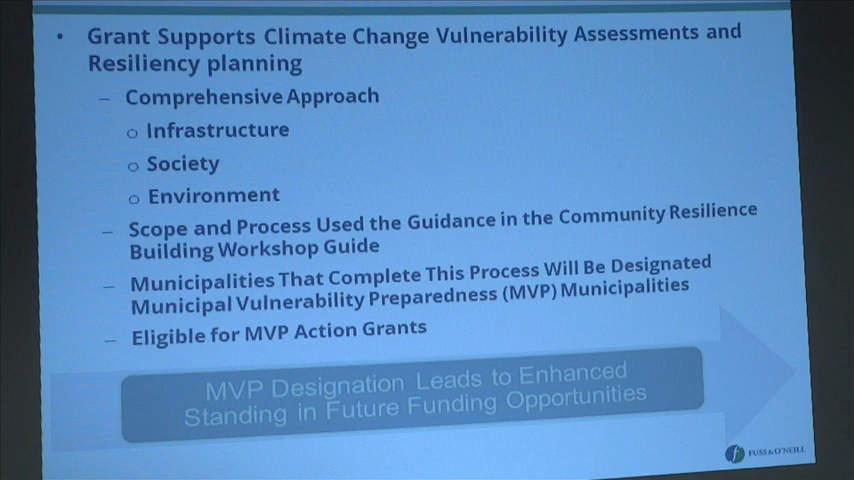 • Grant Supports Climate Change Vulnerability Assessments and
Resiliency planning
– Comprehensive Approach
o Infrastructure
o Society
o Environment
– Scope and Process Used the Guidance in the Community Resilience
Building Workshop Guide
– Municipalities That Complete This Process Will Be Designated
Municipal Vulnerability Preparedness (MVP) Municipalities
– Eligible for MVP Action Grants
MVP Designation Leads to Enhanced
Standing in Future Funding Opportunities
FUSS & O'NEILL